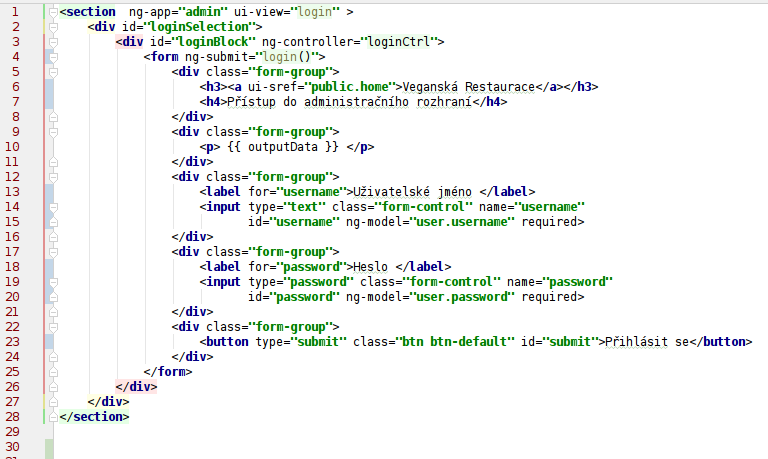 1 <section  ng-app="admin" ui-view="login" >
2 <div id="loginSelection">
3 <div id="loginBlock" ng-controller="loginCtrl">
4 <form ng-submit="login()">
5 <div class="form-group">
6 <h3><a ui-sref="public.home">Veganská Restaurace</a></h3>
7 <h4>Přístup do administračního rozhraní</h4>
8 </div>
9 <div class="form-group">
10 <p> {{ outputData }} </p>
11 </div>
12 <div class="form-group">
13 <label for="username">Uživatelské jméno </label>
14 <input type="text" class="form-control" name="username"
15 id="username" ng-model="user.username" required>
16 </div>
17 <div class="form-group">
18 <label for="password">Heslo </label>
19 <input type="password" class="form-control" name="password"
20 id="password" ng-model="user.password" required>
21 </div>
22 <div class="form-group">
23 <button type="submit" class="btn btn-default" id="submit">Přihlásit se</button>
24 </div>
25 </form>
26 </div>
27 </div>
28 </section>
29
30